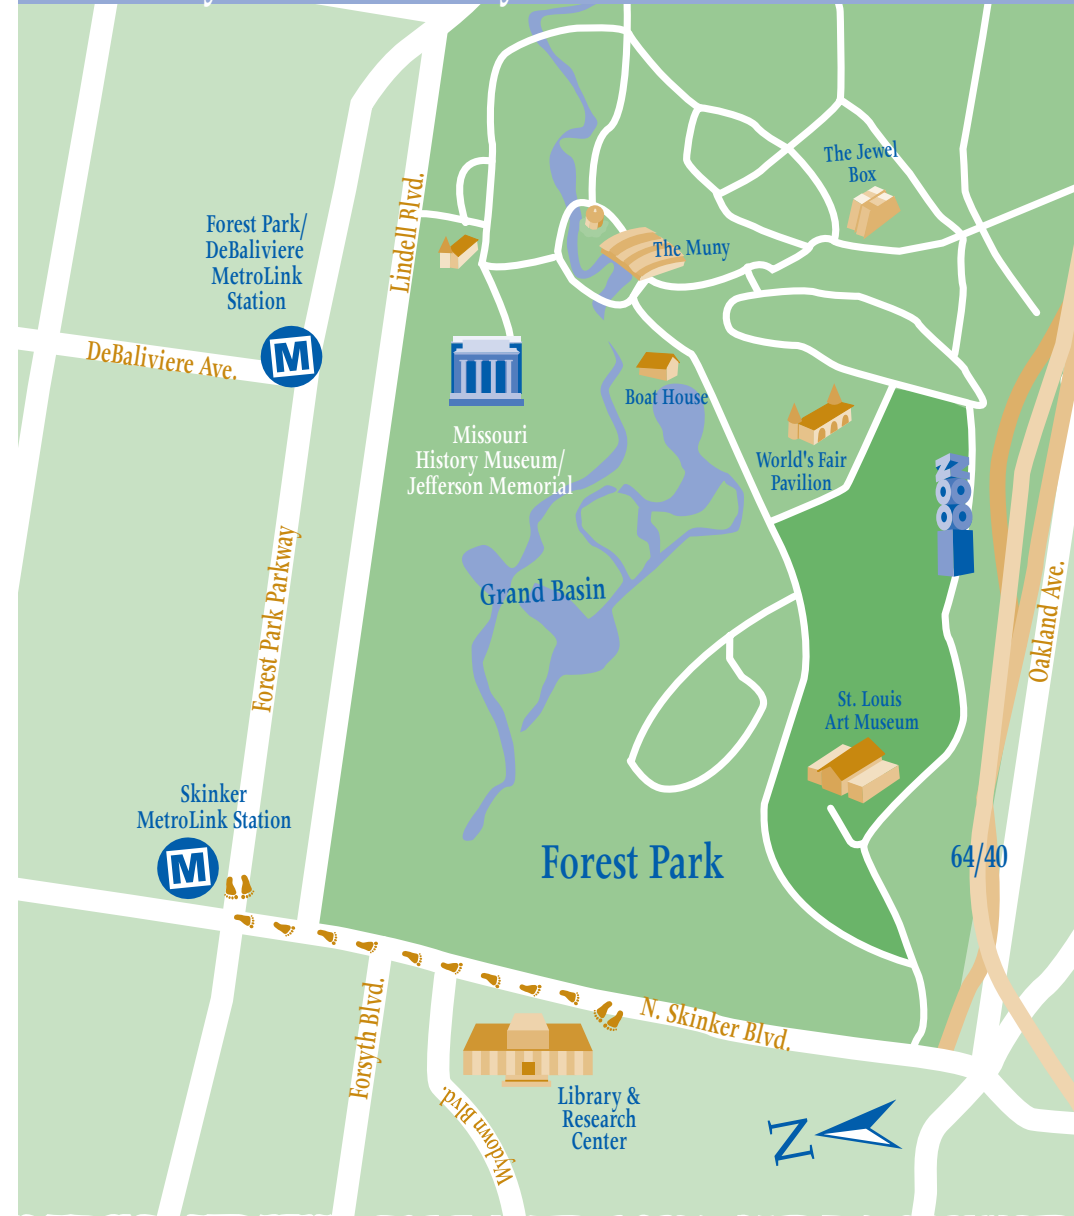 The Jewel
Box
Lindell Blvd.
Forest Park/
DeBaliviere
MetroLink
Station
The Muny
M
DeBaliviere Ave.
Boat House
Missouri
History Museum/
Jefferson Memorial
World's Fair
Pavilion
Forest Park Parkway
Grand Basin
Oakland Ave.
St. Louis
Art Museum
Skinker
MetroLink Station
M
Forest Park
64/40
N. Skinker Blvd.
Forsyth Blvd.
Wydown Blvd.
Library &
Research
Center
N